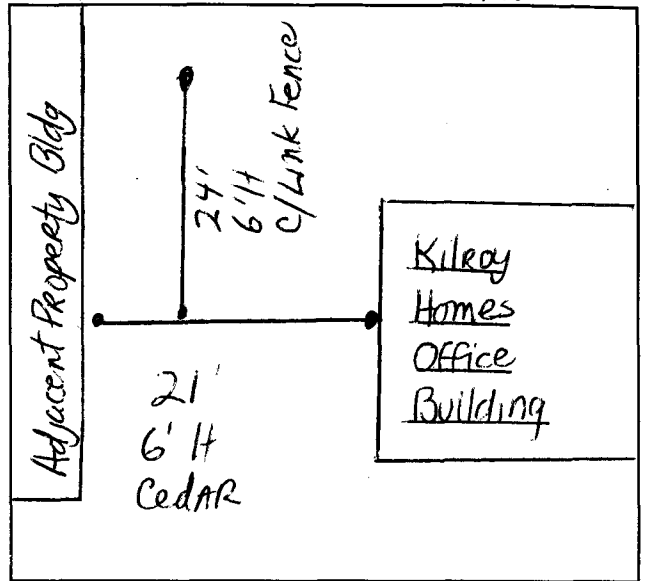 Adjacent Property Bldg
24'
6'H
C/Link Fence
Kilroy
Homes
Office
Building
21'
6' H
CedAR